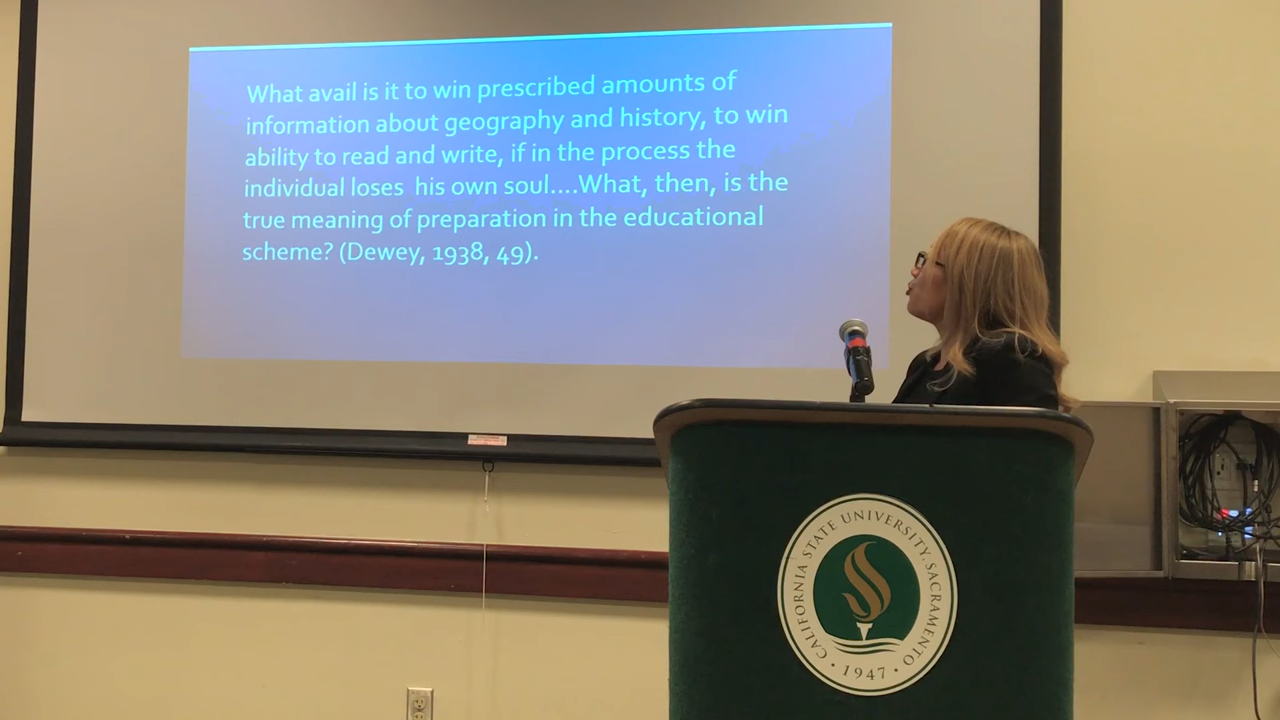 What avail is it to win prescribed amounts of
information about geography and history, to win
ability to read and write, if in the process the
individual loses his own soul....What, then, is the
true meaning of preparation in the educational
scheme? (Dewey, 1938, 49).
CALIFORNIA STATE UNIVERSITY, SACRAMENTO
• 1947 •